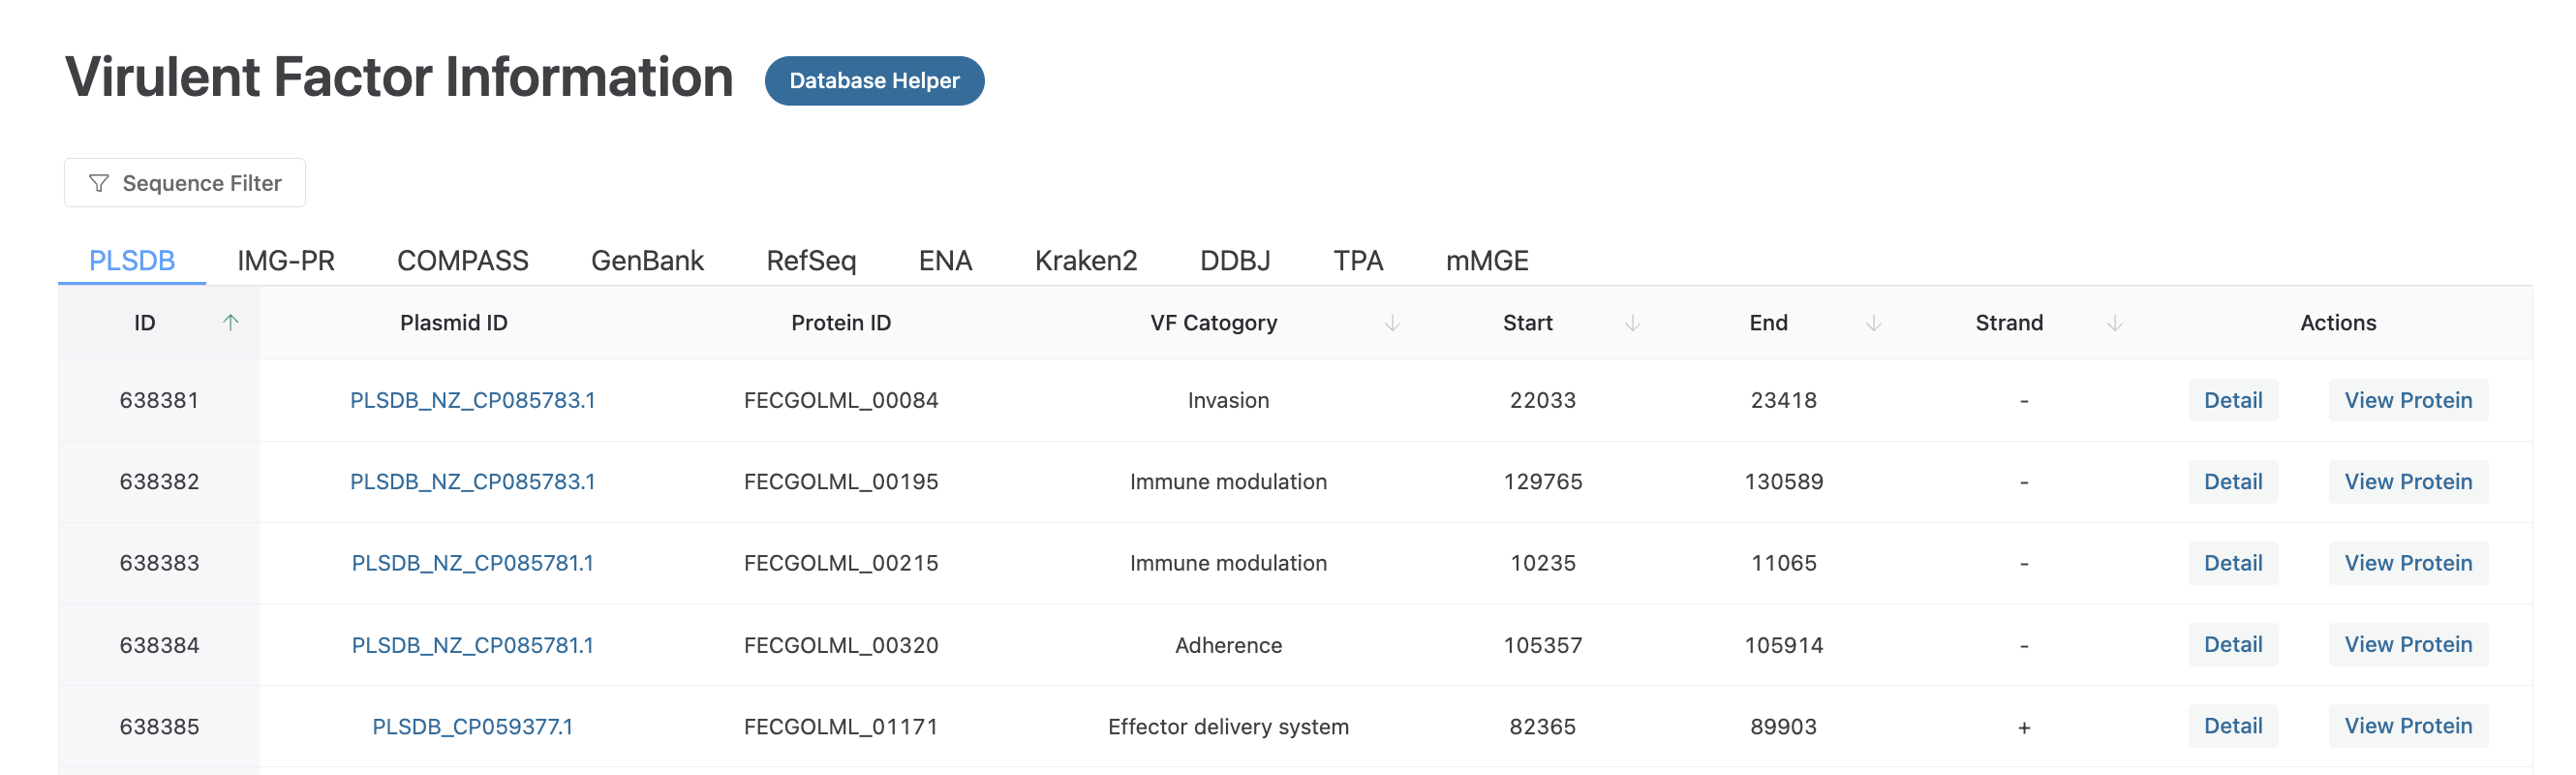 Virulent Factor Information Database Helper
Sequence Filter
PLSDB IMG-PR COMPASS GenBank RefSeq ENA Kraken2 DDBJ TPA mMGE
ID Plasmid ID Protein ID VF Catogory Start End Strand Actions
638381 PLSDB_NZ_CP085783.1 FECGOLML_00084 Invasion 22033 23418 - Detail View Protein
638382 PLSDB_NZ_CP085783.1 FECGOLML_00195 Immune modulation 129765 130589 - Detail View Protein
638383 PLSDB_NZ_CP085781.1 FECGOLML_00215 Immune modulation 10235 11065 - Detail View Protein
638384 PLSDB_NZ_CP085781.1 FECGOLML_00320 Adherence 105357 105914 - Detail View Protein
638385 PLSDB_CP059377.1 FECGOLML_01171 Effector delivery system 82365 89903 + Detail View Protein